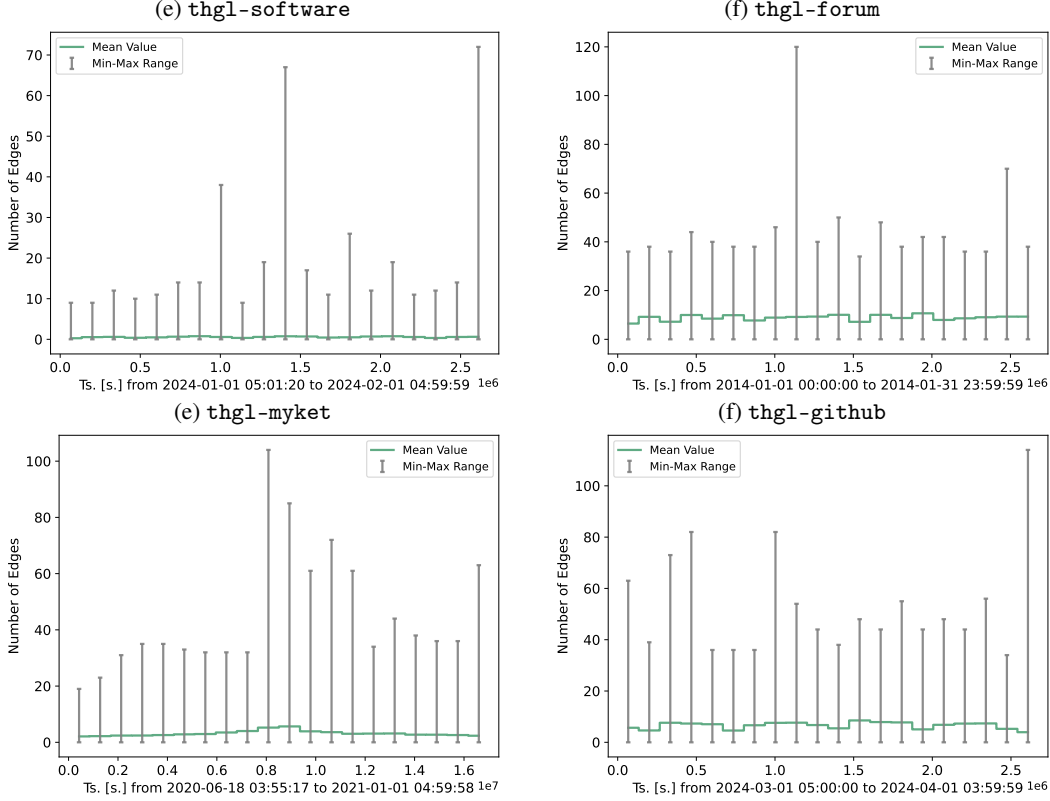 (e) thgl-software
(f) thgl-forum
Mean Value
Min-Max Range
Number of Edges
70
60
50
40
30
20
10
0
0.0 0.5 1.0 1.5 2.0 2.5
1e6
Ts. [s.] from 2024-01-01 05:01:20 to 2024-02-01 04:59:59
Mean Value
Min-Max Range
Number of Edges
120
100
80
60
40
20
0
0.0 0.5 1.0 1.5 2.0 2.5
1e6
Ts. [s.] from 2014-01-01 00:00:00 to 2014-01-31 23:59:59
(e) thgl-myket
(f) thgl-github
Mean Value
Min-Max Range
Number of Edges
100
80
60
40
20
0
0.0 0.2 0.4 0.6 0.8 1.0 1.2 1.4 1.6
1e7
Ts. [s.] from 2020-06-18 03:55:17 to 2021-01-01 04:59:58
Mean Value
Min-Max Range
Number of Edges
100
80
60
40
20
0
0.0 0.5 1.0 1.5 2.0 2.5
1e6
Ts. [s.] from 2024-03-01 05:00:00 to 2024-04-01 03:59:59